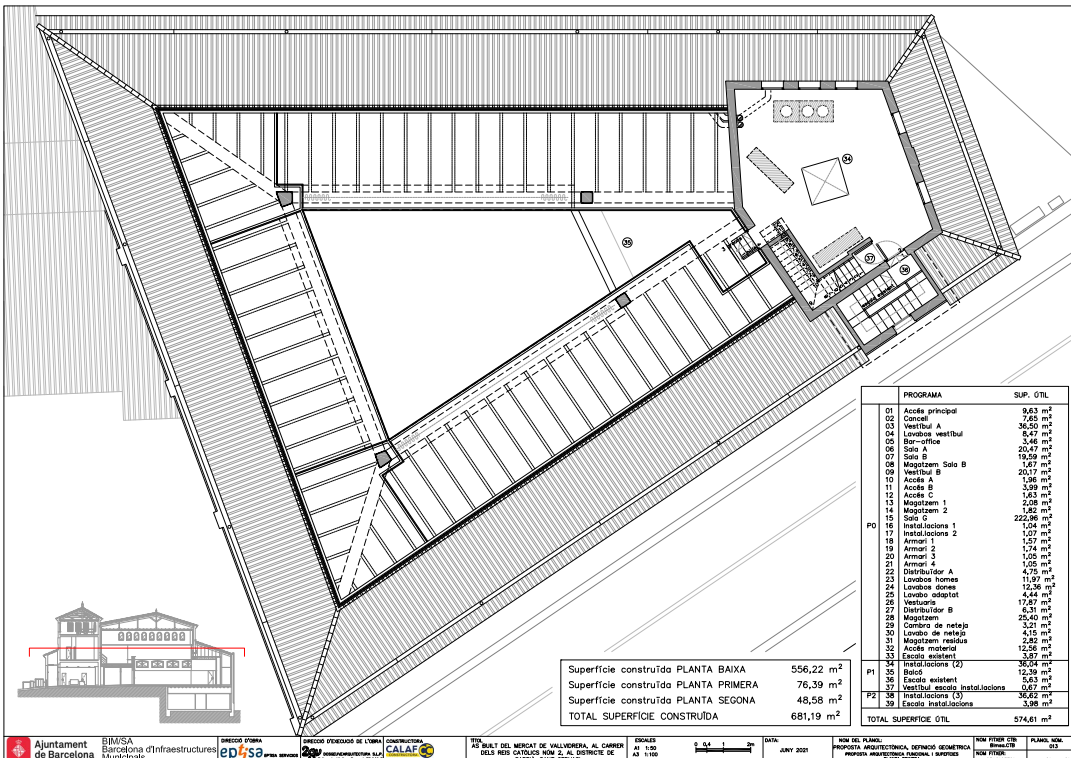 34
35
37
36
PROGRAMA SUP. ÚTIL
P0
01 Accés principal 9,63 m²
02 Cancell 7,65 m²
03 Vestíbul A 36,50 m²
04 Lavabos vestíbul 8,47 m²
05 Bar-office 3,46 m²
06 Sala A 20,47 m²
07 Sala B 19,59 m²
08 Magatzem Sala B 1,67 m²
09 Vestíbul B 20,17 m²
10 Accés A 1,96 m²
11 Accés B 3,99 m²
12 Accés C 1,63 m²
13 Magatzem 1 2,08 m²
14 Magatzem 2 1,82 m²
15 Sala G 222,96 m²
16 Instal.lacions 1 1,04 m²
17 Instal.lacions 2 1,07 m²
18 Armari 1 1,57 m²
19 Armari 2 1,74 m²
20 Armari 3 1,05 m²
21 Armari 4 1,05 m²
22 Distribuïdor A 4,75 m²
23 Lavabos homes 11,97 m²
24 Lavabos dones 12,36 m²
25 Lavabo adaptat 4,44 m²
26 Vestuaris 17,87 m²
27 Distribuïdor B 6,31 m²
28 Magatzem 25,40 m²
29 Cambra de neteja 3,21 m²
30 Lavabo de neteja 4,15 m²
31 Magatzem residus 2,82 m²
32 Accés material 12,56 m²
33 Escala existent 3,87 m²
P1
34 Instal.lacions (2) 36,04 m²
35 Balcó 12,39 m²
36 Escala existent 5,63 m²
37 Vestíbul escala instal.lacions 0,67 m²
P2
38 Instal.lacions (3) 36,62 m²
39 Escala instal.lacions 3,98 m²
TOTAL SUPERFÍCIE ÚTIL 574,61 m²
Superfície construïda PLANTA BAIXA 556,22 m²
Superfície construïda PLANTA PRIMERA 76,39 m²
Superfície construïda PLANTA SEGONA 48,58 m²
TOTAL SUPERFÍCIE CONSTRUÏDA 681,19 m²
Ajuntament
de Barcelona
BIM/SA
Barcelona d'Infraestructures
Municipals
DIRECCIÓ D'OBRA
eptisa
DIRECCIÓ D'EXECUCIÓ DE L'OBRA
CONSTRUCTORA
CALAF
CONSTRUCTORA
TÍTOL
AS BUILT DEL MERCAT DE VALLVIDRERA, AL CARRER
DELS REIS CATÒLICS NÚM 2, AL DISTRICTE DE
ESCALES
A1 1:50
A3 1:100
0 0,4 1 2m
DATA:
JUNY 2021
NOM DEL PLÀNOL:
PROPOSTA ARQUITECTÒNICA, DEFINICIÓ GEOMÈTRICA
PROPOSTA ARQUITECTÒNICA FUNCIONAL I SUPERFÍCIES
NOM FITXER CTB:
Bimsa.CTB
NOM FITXER:
PLÀNOL NÚM.
013